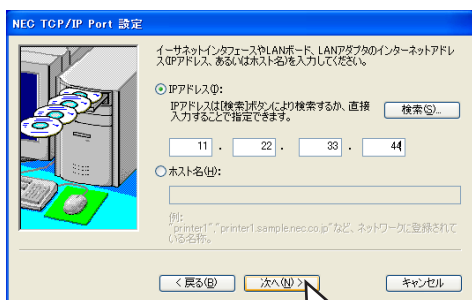 NEC TCP/IP Port 設定
イーサネットインタフェースやLANボード、LANアダプタのインターネットアドレ
ス(IPアドレス、あるいはホスト名)を入力してください。
IPアドレス(I):
IPアドレスは[検索]ボタンにより検索するか、直接
入力することで指定できます。
検索(S)...
11 . 22 . 33 . 44
ホスト名(H):
例:
"printer1","printer1.sample.nec.co.jp"など、ネットワークに登録されて
いる名称。
< 戻る(B)
次へ(N) >
キャンセル